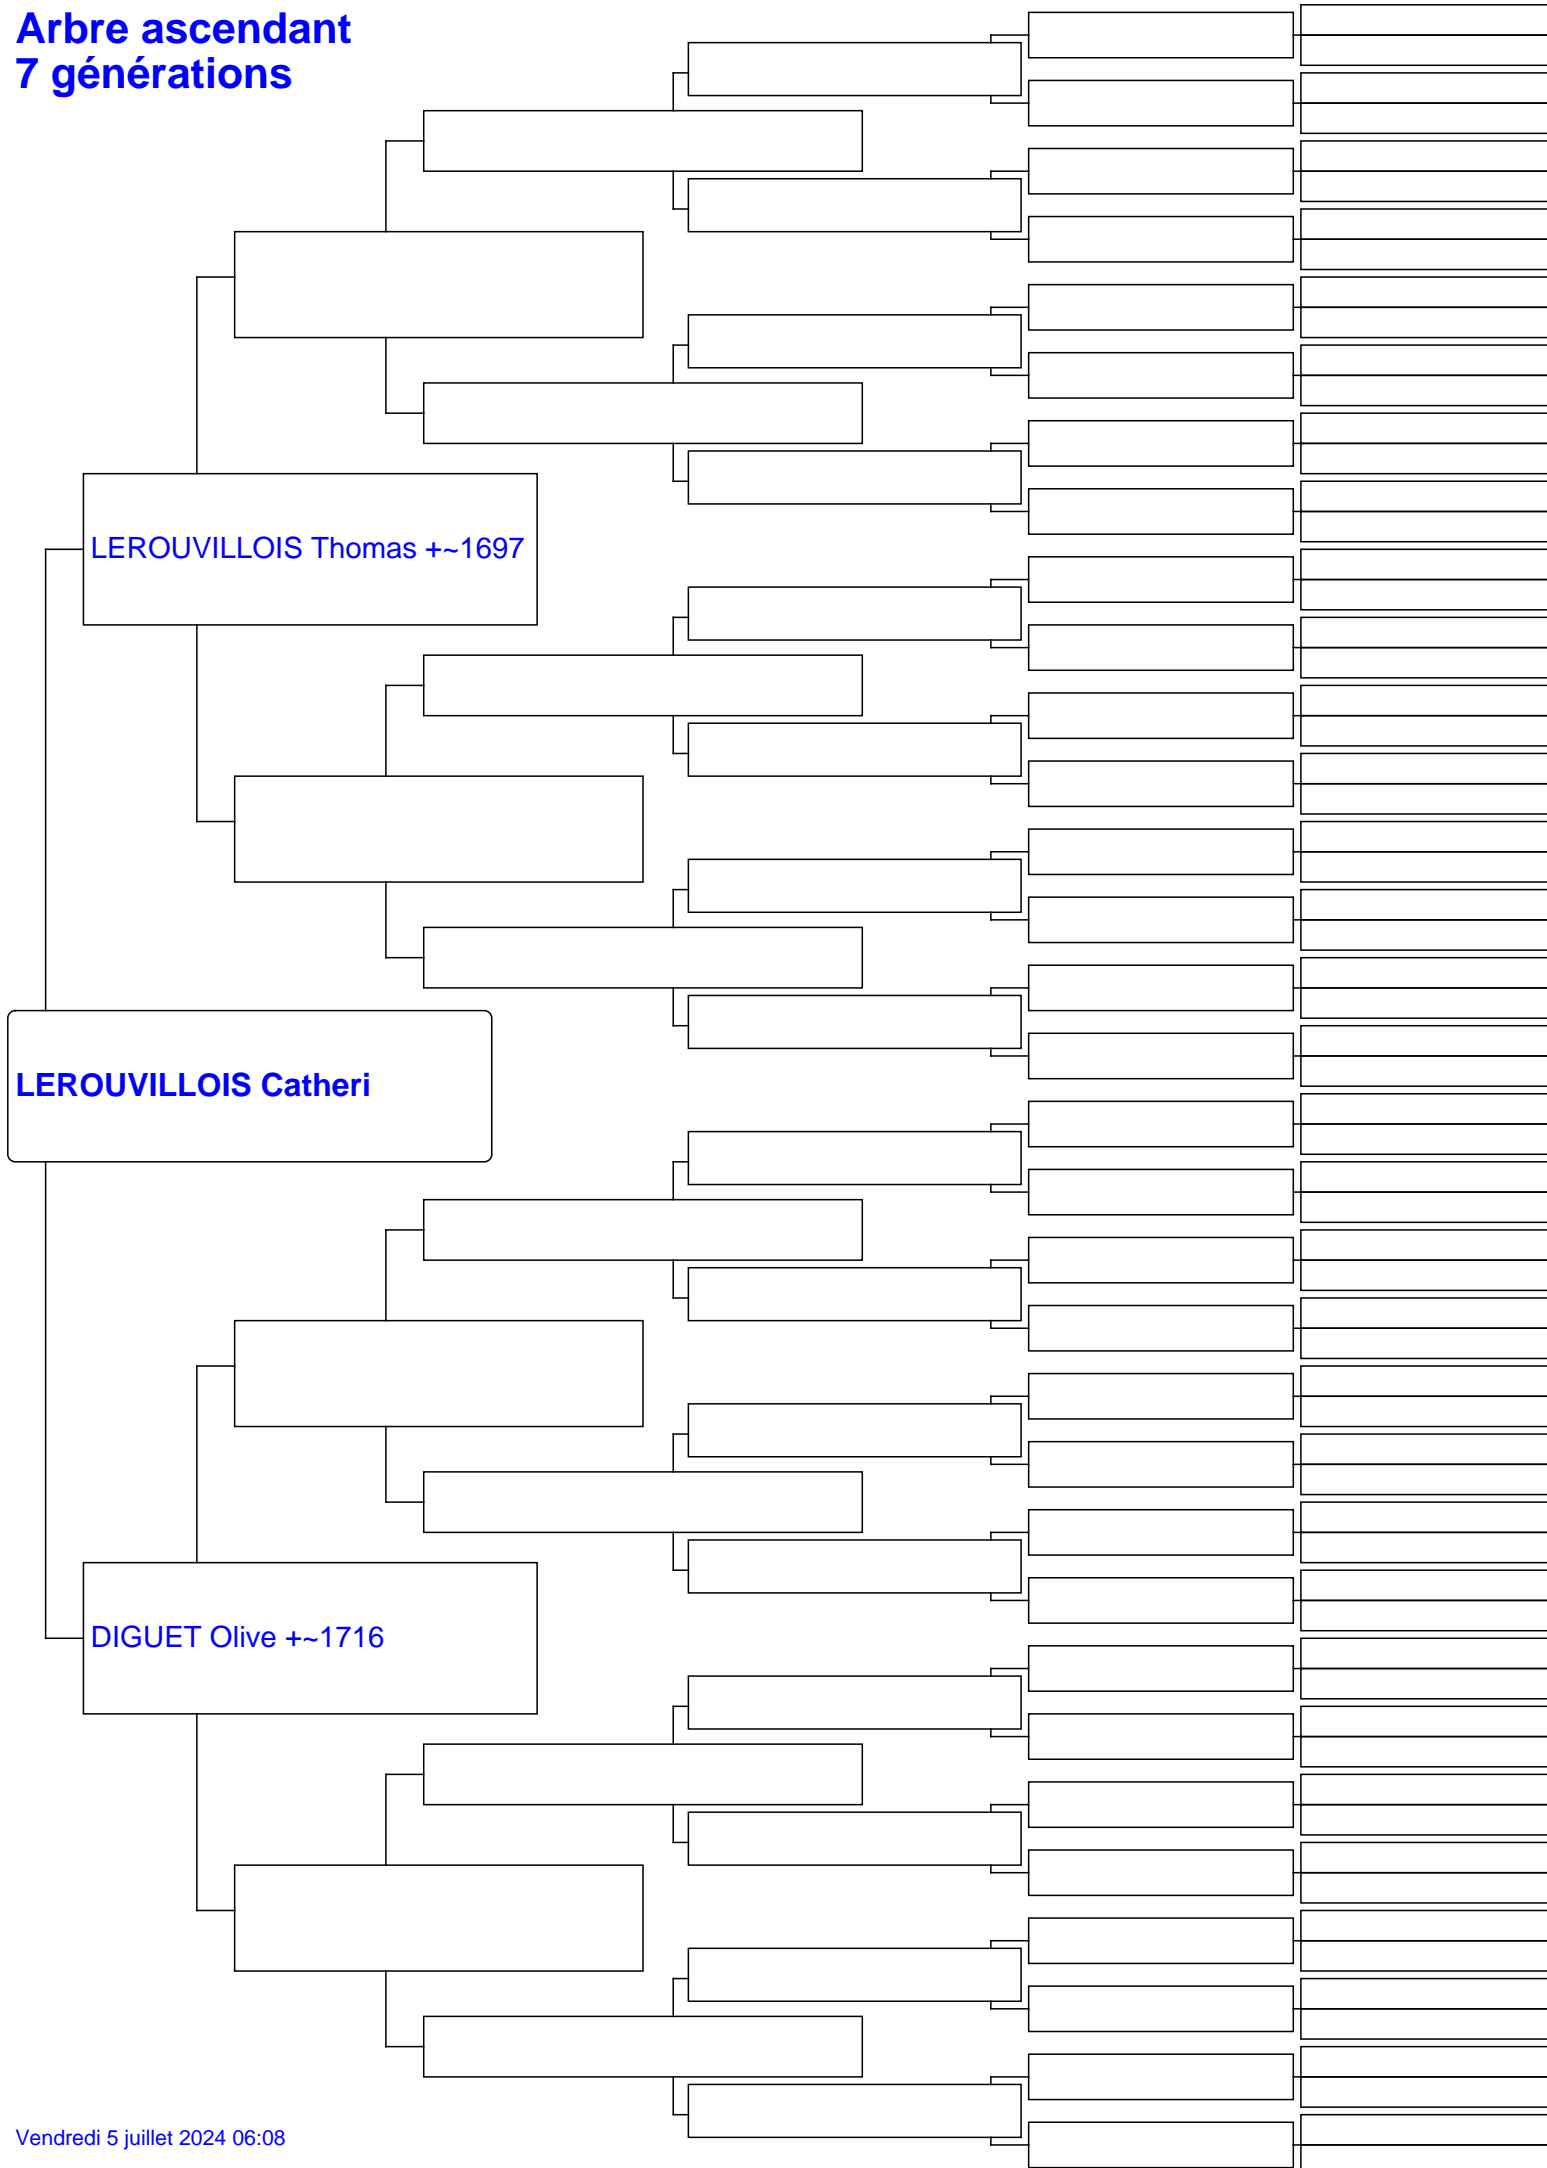 Arbre ascendant
7 générations
LEROUVILLOIS Thomas +~1697
LEROUVILLOIS Catheri
DIGUET Olive +~1716
Vendredi 5 juillet 2024 06:08